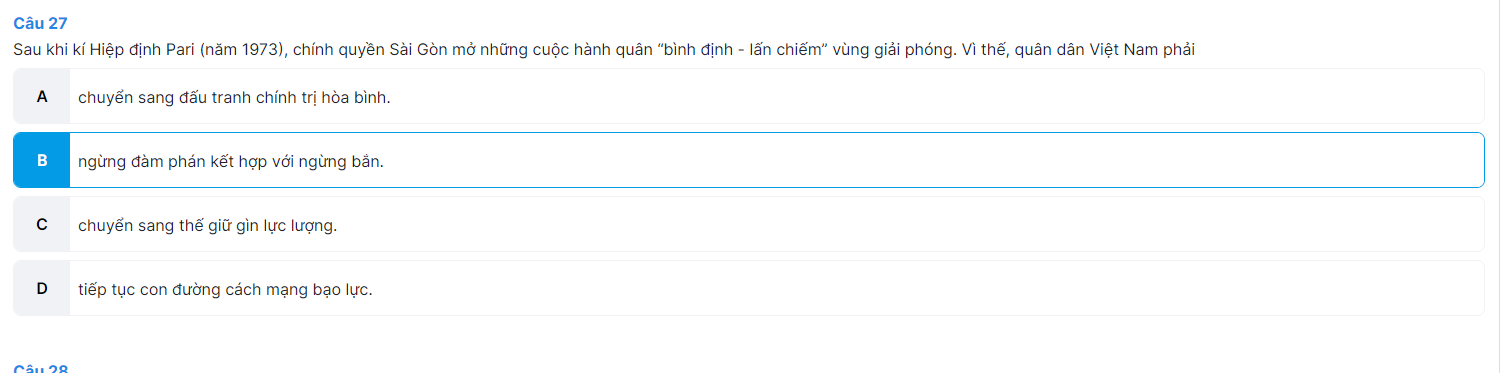 Câu 27
Sau khi kí Hiệp định Pari (năm 1973), chính quyền Sài Gòn mở những cuộc hành quân “bình định - lấn chiếm” vùng giải phóng. Vì thế, quân dân Việt Nam phải
A chuyển sang đấu tranh chính trị hòa bình.
B ngừng đàm phán kết hợp với ngừng bắn.
C chuyển sang thế giữ gìn lực lượng.
D tiếp tục con đường cách mạng bạo lực.
Câu 28